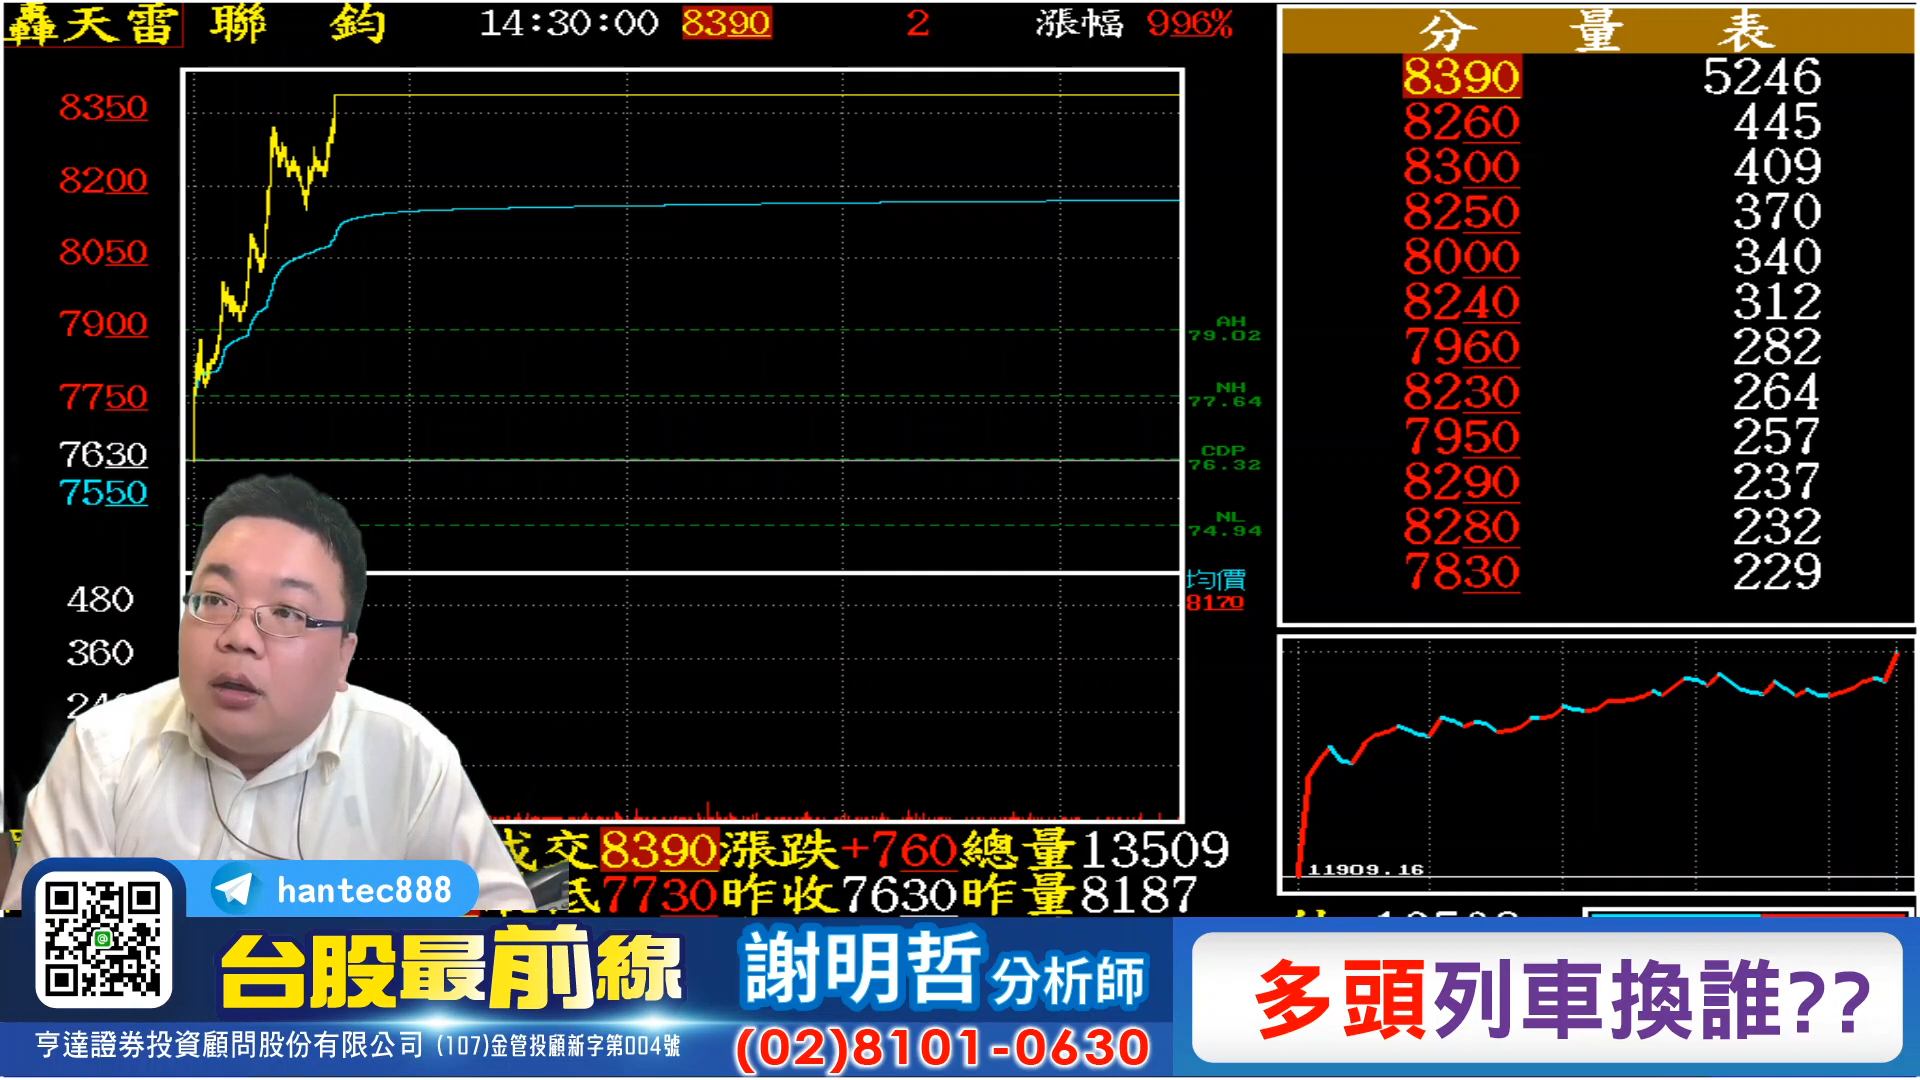 轟天雷 聯鈞 14:30:00 8390 2 漲幅 996%
分量表
8390 5246
8260 445
8300 409
8250 370
8000 340
8240 312
7960 282
8230 264
7950 257
8290 237
8280 232
7830 229
8350
8200
8050
7900
7750
7630
7550
AH
79.02
NH
77.64
CDP
76.32
NL
74.94
均價
8170
480
360
11909.16
成交8390漲跌+760總量13509
低7730昨收7630昨量8187
hantec888
台股最前線
謝明哲 分析師
(02)8101-0630
亨達證券投資顧問股份有限公司 (107)金管投顧新字第004號
多頭列車換誰??